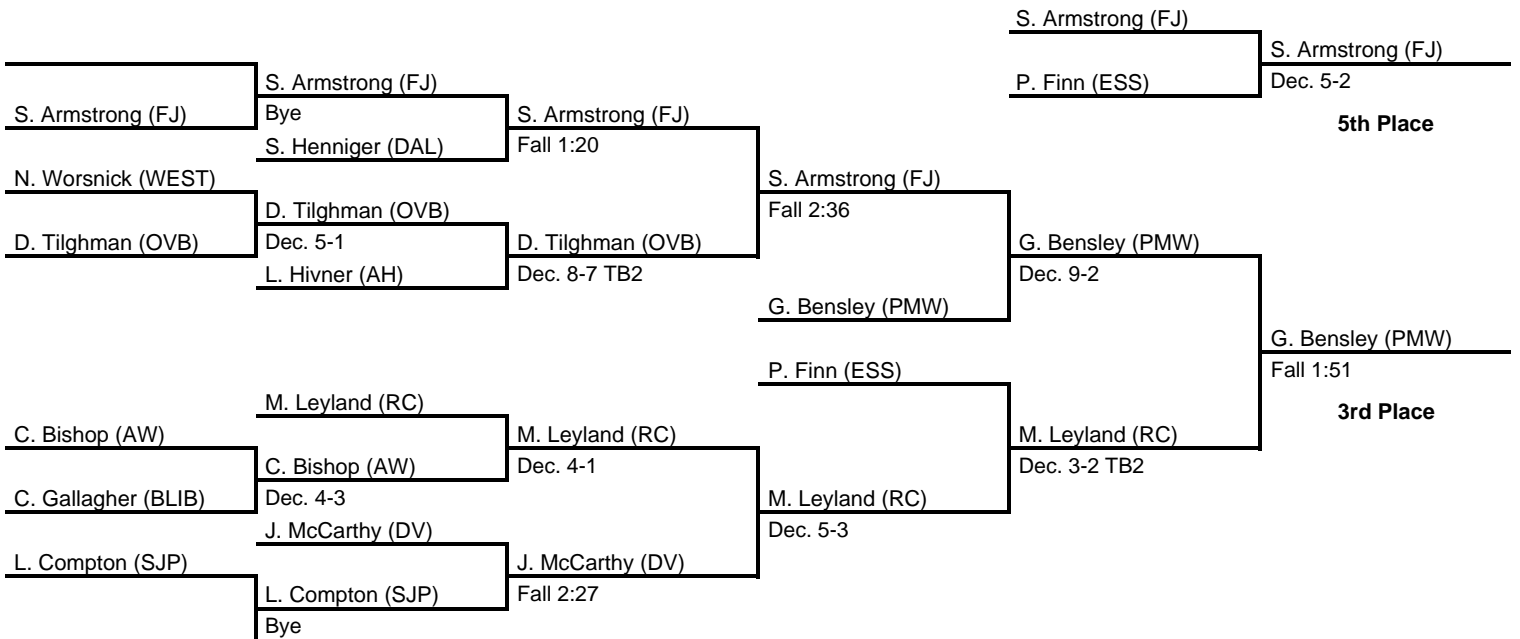 S. Armstrong (FJ)
S. Armstrong (FJ)
P. Finn (ESS)
Dec. 5-2
5th Place
S. Armstrong (FJ)
S. Armstrong (FJ)
Bye
S. Armstrong (FJ)
S. Henniger (DAL)
Fall 1:20
N. Worsnick (WEST)
S. Armstrong (FJ)
D. Tilghman (OVB)
Fall 2:36
D. Tilghman (OVB)
Dec. 5-1
D. Tilghman (OVB)
G. Bensley (PMW)
L. Hivner (AH)
Dec. 8-7 TB2
Dec. 9-2
G. Bensley (PMW)
G. Bensley (PMW)
P. Finn (ESS)
Fall 1:51
M. Leyland (RC)
3rd Place
C. Bishop (AW)
M. Leyland (RC)
M. Leyland (RC)
C. Bishop (AW)
Dec. 4-1
Dec. 3-2 TB2
C. Gallagher (BLIB)
Dec. 4-3
M. Leyland (RC)
J. McCarthy (DV)
Dec. 5-3
L. Compton (SJP)
J. McCarthy (DV)
L. Compton (SJP)
Fall 2:27
Bye